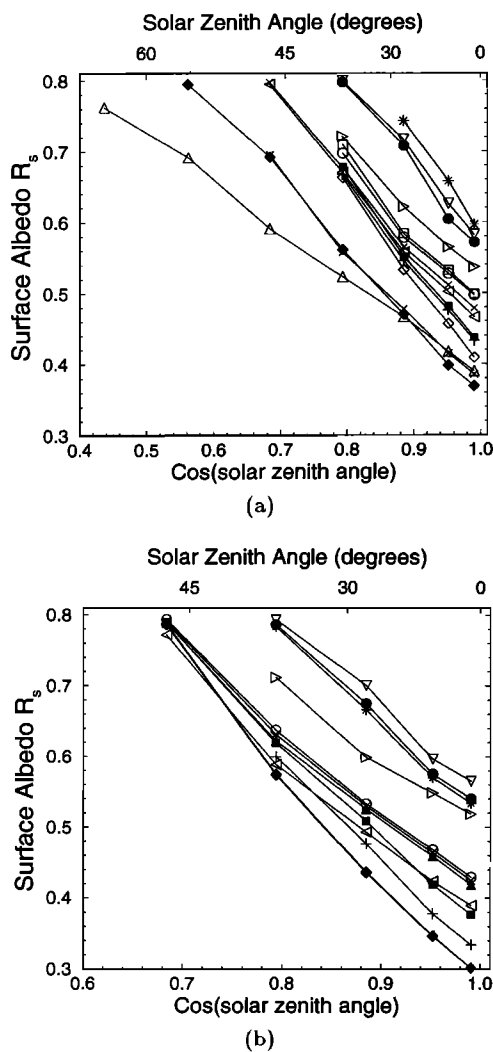 Solar Zenith Angle (degrees)
60 45 30 0
0.8
0.7
0.6
0.5
0.4
0.3
Surface Albedo Rs
0.4 0.5 0.6 0.7 0.8 0.9 1.0
Cos(solar zenith angle)
(a)
Solar Zenith Angle (degrees)
45 30 0
0.8
0.7
0.6
0.5
0.4
0.3
Surface Albedo Rs
0.6 0.7 0.8 0.9 1.0
Cos(solar zenith angle)
(b)